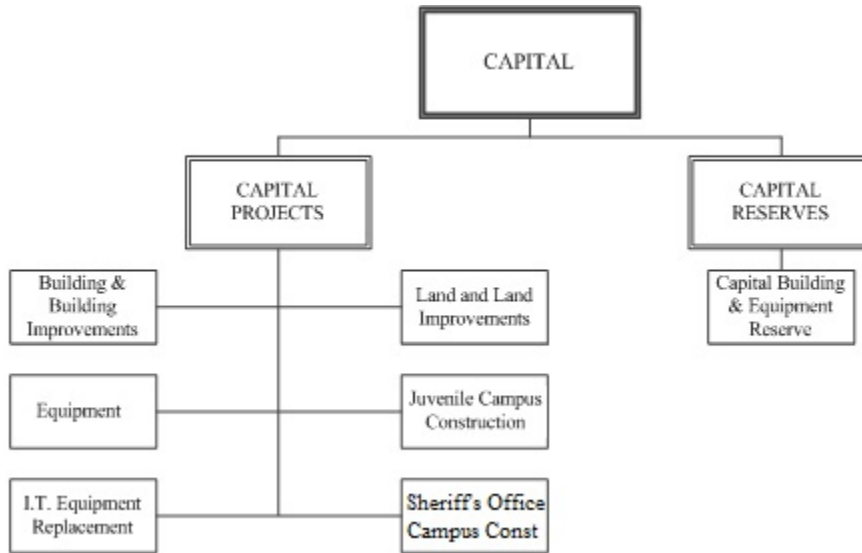 CAPITAL
CAPITAL
PROJECTS
CAPITAL
RESERVES
Building &
Building
Improvements
Land and Land
Improvements
Capital Building
& Equipment
Reserve
Equipment
Juvenile Campus
Construction
I.T. Equipment
Replacement
Sheriff's Office
Campus Const